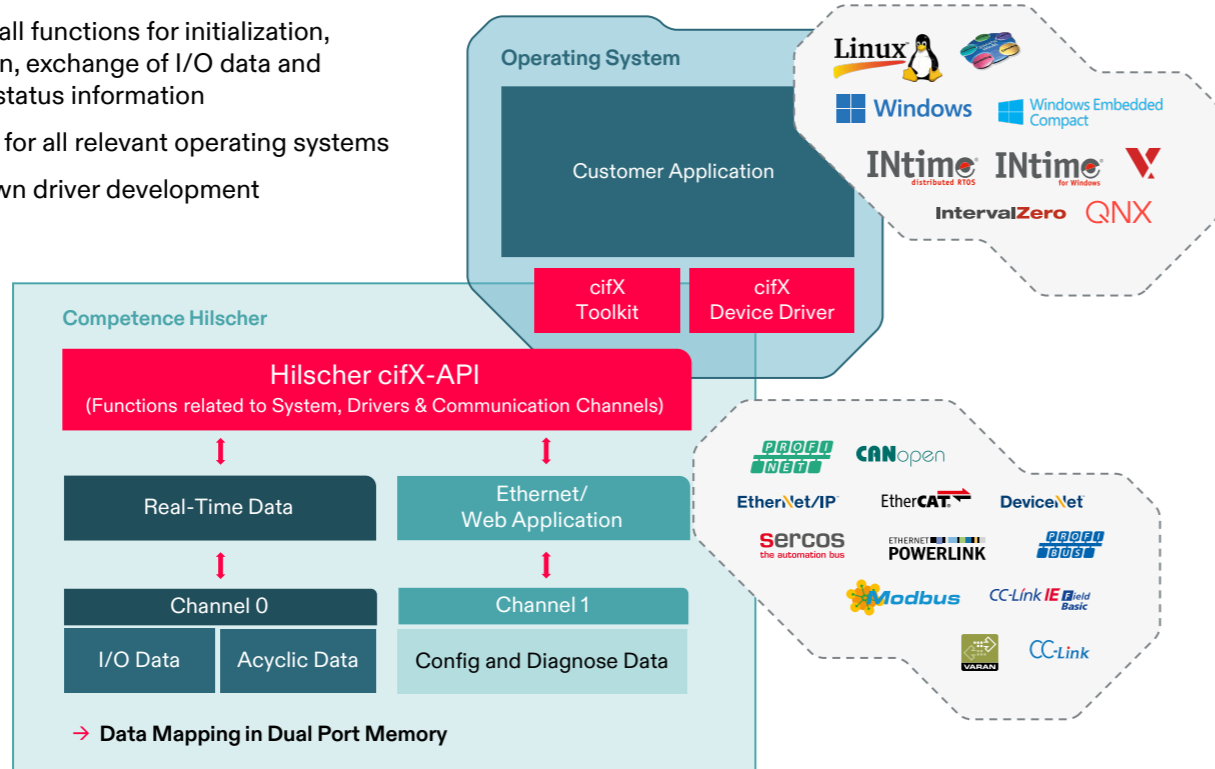 all functions for initialization,
n, exchange of I/O data and
status information
for all relevant operating systems
wn driver development
Operating System
Customer Application
cifX
Toolkit
cifX
Device Driver
Linux
Windows
Windows Embedded
Compact
INtime
distributed RTOS
INtime
for Windows
IntervalZero
QNX
Competence Hilscher
Hilscher cifX-API
(Functions related to System, Drivers & Communication Channels)
Real-Time Data
Ethernet/
Web Application
Channel 0
Channel 1
I/O Data
Acyclic Data
Config and Diagnose Data
→ Data Mapping in Dual Port Memory
PROFI
NET
CANopen
EtherNet/IP
EtherCAT
DeviceNet
sercos
the automation bus
ETHERNET
POWERLINK
PROFI
BUS
Modbus
CC-Link IE Field
Basic
VARAN
CC-Link